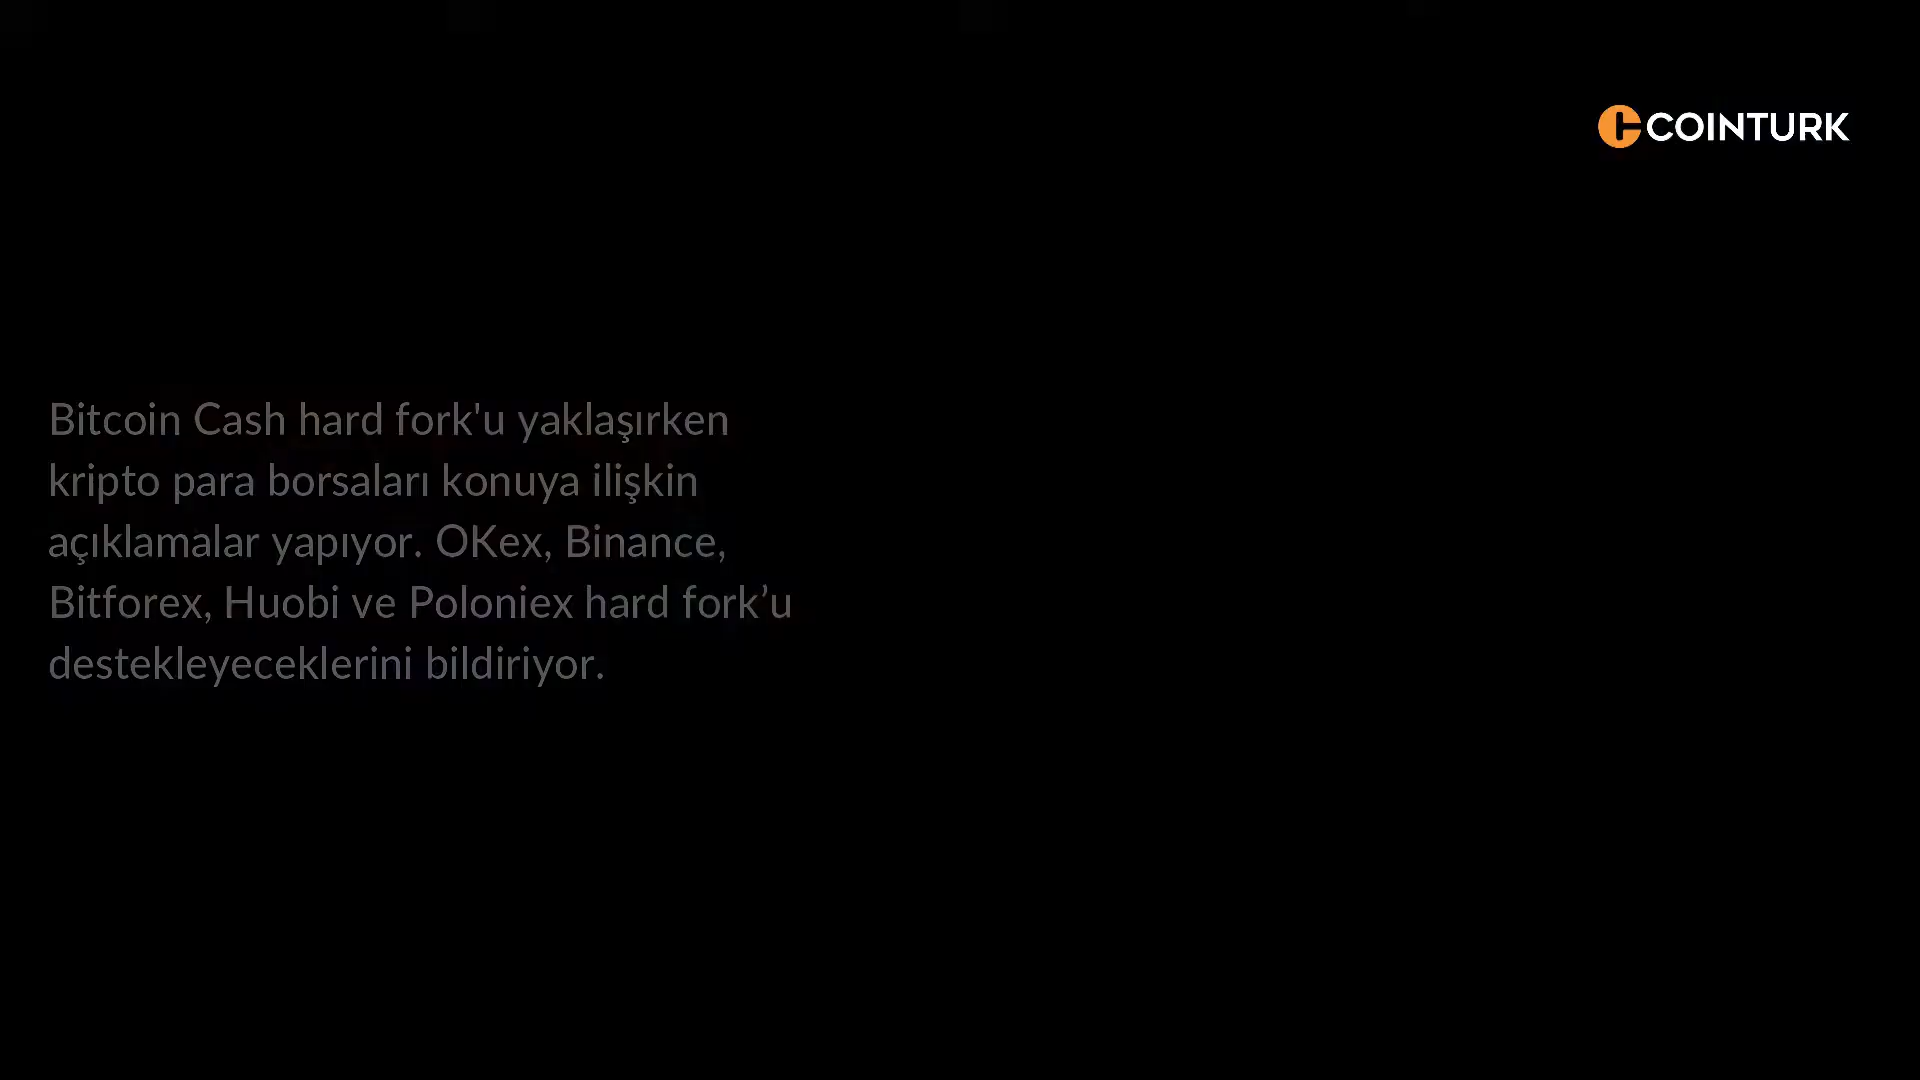 COINTURK
Bitcoin Cash hard fork'u yaklaşırken
kripto para borsaları konuya ilişkin
açıklamalar yapıyor. OKex, Binance,
Bitforex, Huobi ve Poloniex hard fork’u
destekleyeceklerini bildiriyor.